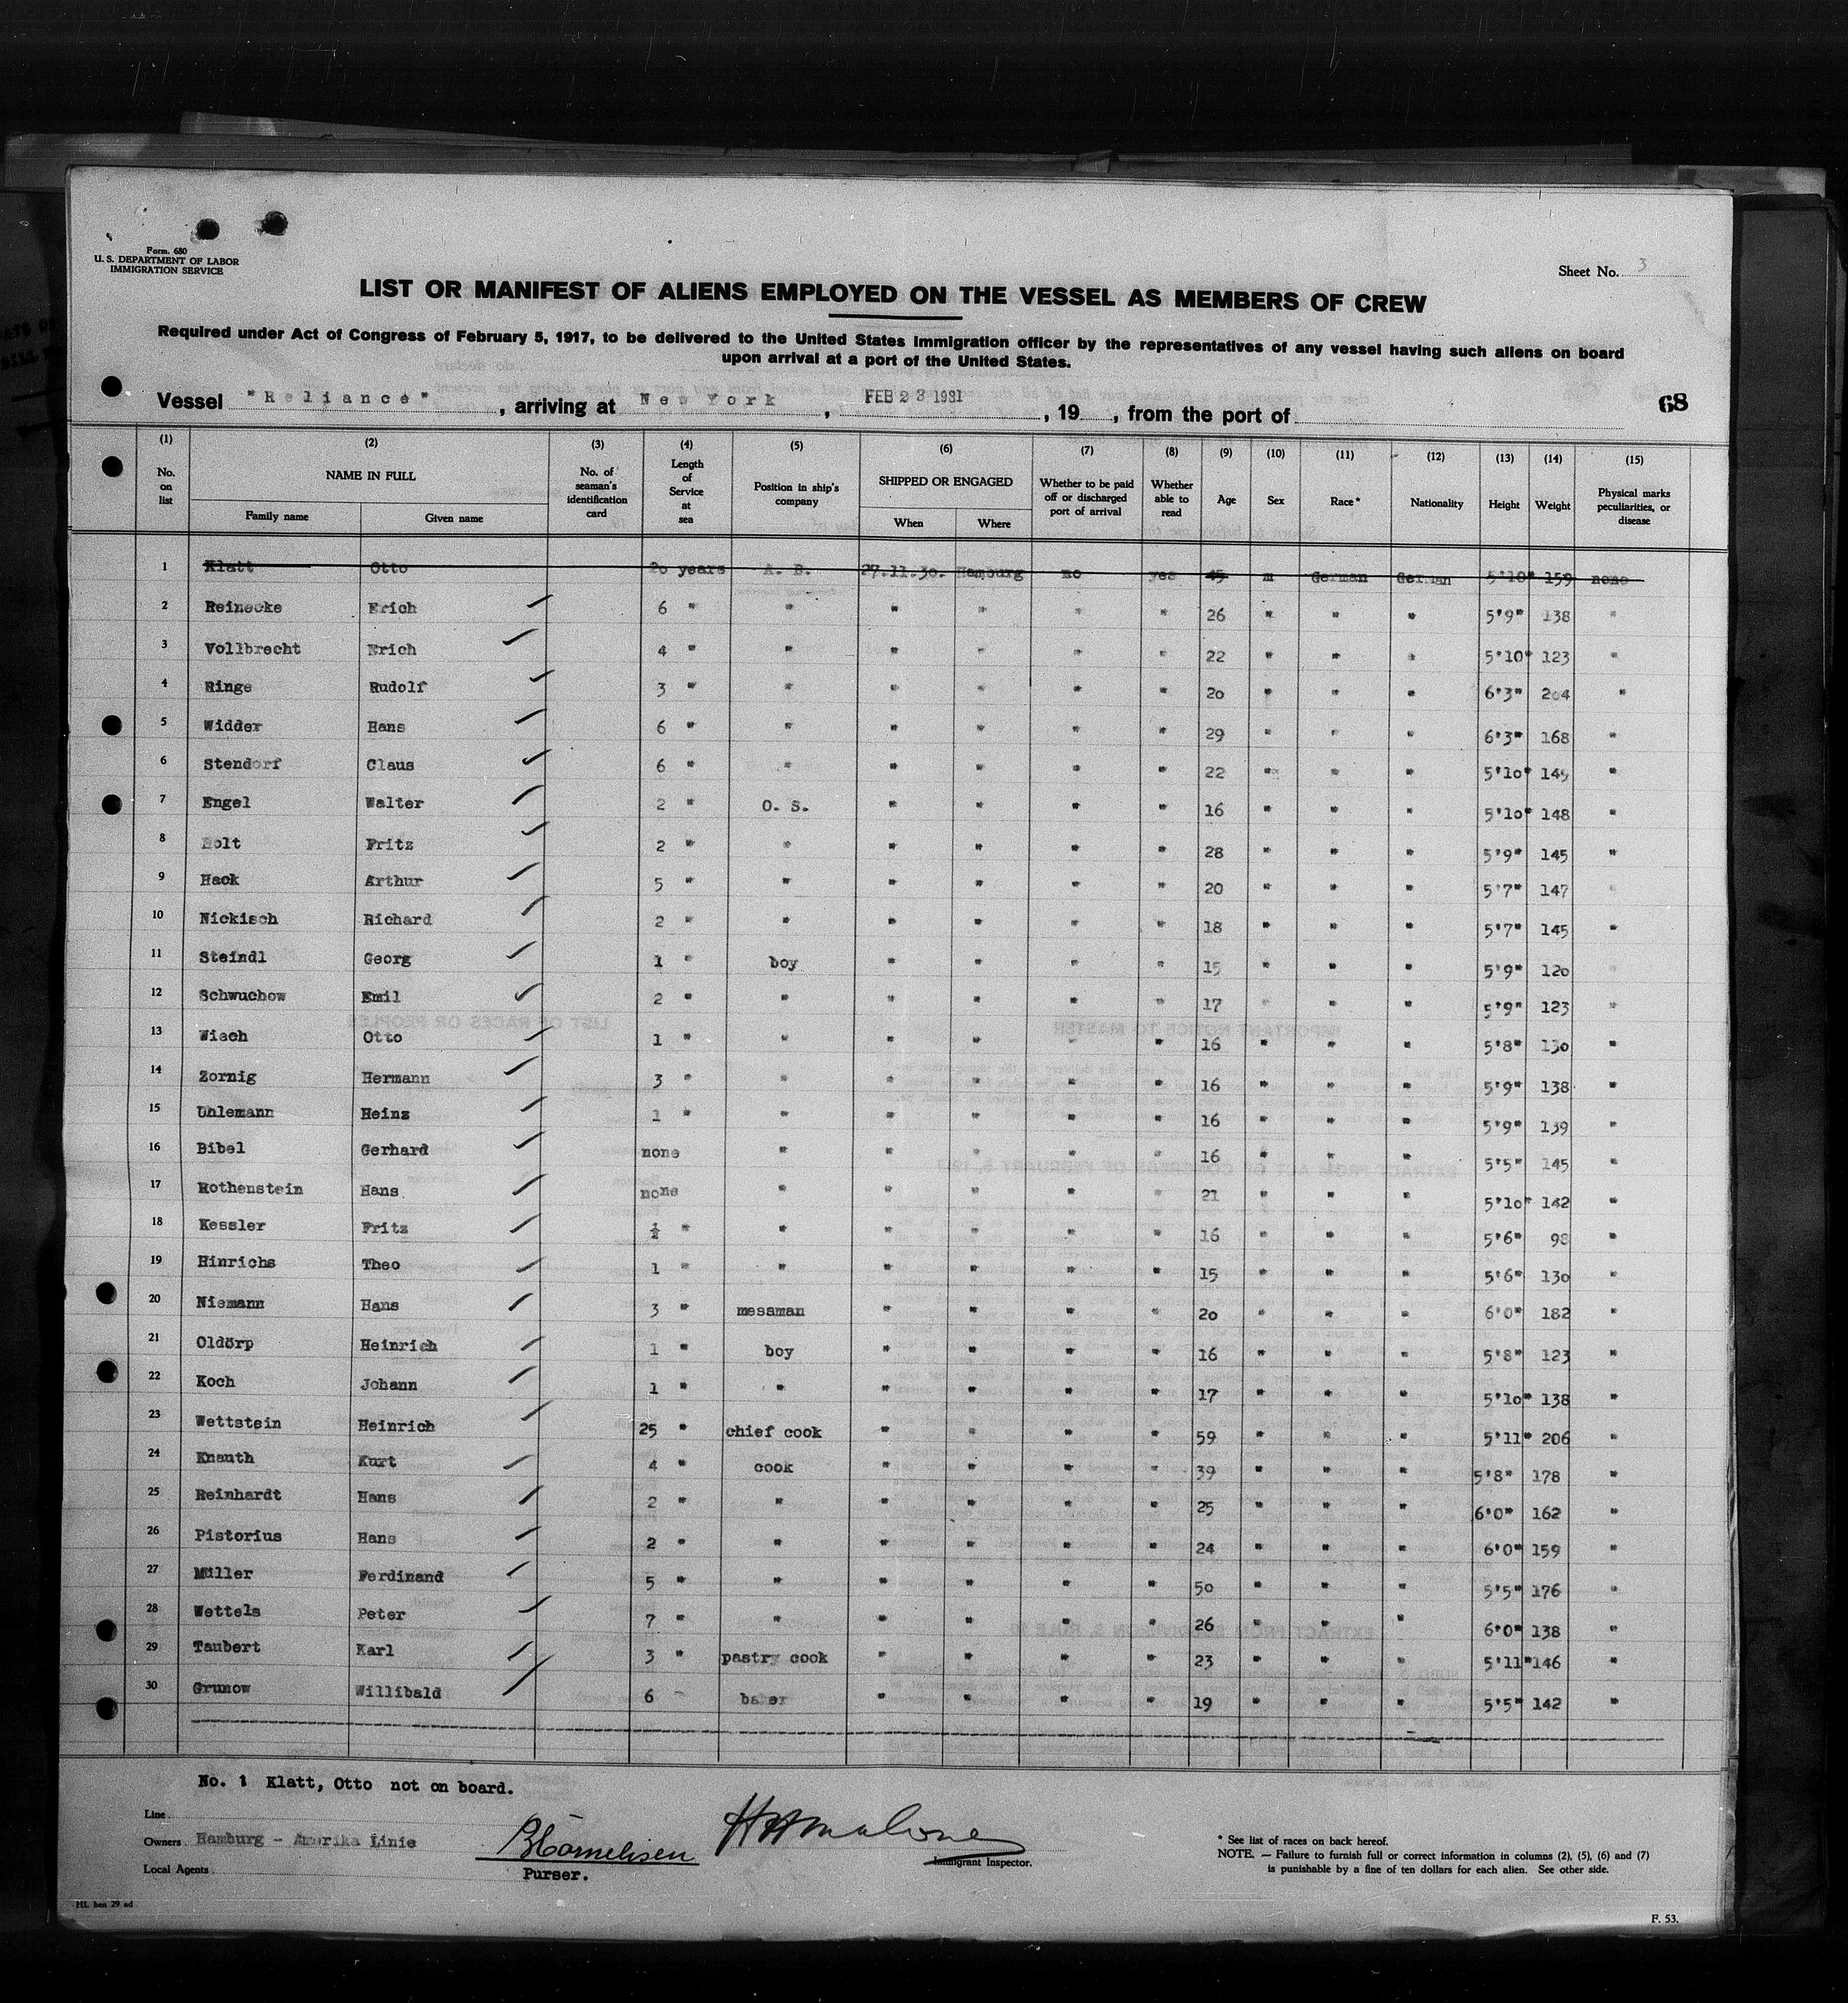 Form. 680
U. S. DEPARTMENT OF LABOR
IMMIGRATION SERVICE
Sheet No. 3
LIST OR MANIFEST OF ALIENS EMPLOYED ON THE VESSEL AS MEMBERS OF CREW
Required under Act of Congress of February 5, 1917, to be delivered to the United States immigration officer by the representatives of any vessel having such aliens on board
upon arrival at a port of the United States.
Vessel "Reliance", arriving at New York, FEB 23 1931, 19, from the port of
68
(1) (2) (3) (4) (5) (6) (7) (8) (9) (10) (11) (12) (13) (14) (15)
No. on list NAME IN FULL Family name Given name No. of seaman's identification card Length of Service at sea Position in ship's company SHIPPED OR ENGAGED When Where Whether to be paid off or discharged port of arrival Whether able to read Age Sex Race* Nationality Height Weight Physical marks peculiarities, or disease
1 Klatt Otto 20 years A. B. 27.11.30. Hamburg no yes 45 m German German 5'10" 159 none
2 Reinecke Erich 6 " " " " " " 26 " " " 5'9" 138 "
3 Vollbrecht Erich 4 " " " " " " 22 " " " 5'10" 123 "
4 Ringe Rudolf 3 " " " " " " 20 " " " 6'3" 204 "
5 Widder Hans 6 " " " " " " 29 " " " 6'3" 168 "
6 Stendorf Claus 6 " " " " " " 22 " " " 5'10" 145 "
7 Engel Walter 2 " O. S. " " " " 16 " " " 5'10" 148 "
8 Fritz 2 " " " " " " 28 " " " 5'9" 145 "
9 Hack Arthur 5 " " " " " " 20 " " " 5'7" 147 "
10 Nickisch Richard 2 " " " " " " 18 " " " 5'7" 145 "
11 Steindl Georg 1 " boy " " " " 15 " " " 5'9" 120 "
12 Schwuchow Emil 2 " " " " " " 17 " " " 5'9" 123 "
13 Wisch Otto 1 " " " " " " 16 " " " 5'8" 130 "
14 Zornig Hermann 3 " " " " " " 16 " " " 5'9" 138 "
15 Uhlemann Heinz 1 " " " " " " 16 " " " 5'9" 139 "
16 Bibel Gerhard none " " " " " 16 " " " 5'5" 145 "
17 Rothenstein Hans none " " " " " 21 " " " 5'10" 142 "
18 Kessler Fritz ½ " " " " " " 16 " " " 5'6" 98 "
19 Hinrichs Theo 1 " " " " " " 15 " " " 5'6" 130 "
20 Niemann Hans 3 " messman " " " " 20 " " " 6'0" 182 "
21 Oldörp Heinrich 1 " boy " " " " 16 " " " 5'8" 123 "
22 Koch Johann 1 " " " " " " 17 " " " 5'10" 138 "
23 Wettstein Heinrich 25 " chief cook " " " " 59 " " " 5'11" 206 "
24 Knauth Kurt 4 " cook " " " " 39 " " " 5'8" 178 "
25 Reinhardt Hans 2 " " " " " " 25 " " " 6'0" 162 "
26 Pistorius Hans 2 " " " " " " 24 " " " 6'0" 159 "
27 Müller Ferdinand 5 " " " " " " 50 " " " 5'5" 176 "
28 Wettels Peter 7 " " " " " " 26 " " " 6'0" 138 "
29 Taubert Karl 3 " pastry cook " " " " 23 " " " 5'11" 146 "
30 Grunow Willibald 6 " baker " " " " 19 " " " 5'5" 142 "
No. 1 Klatt, Otto not on board.
Line
Owners Hamburg - Amerika Linie
Local Agents
Purser.
Immigrant Inspector.
* See list of races on back hereof.
NOTE. — Failure to furnish full or correct information in columns (2), (5), (6) and (7)
is punishable by a fine of ten dollars for each alien. See other side.
HL hen 29 ad
F. 53.